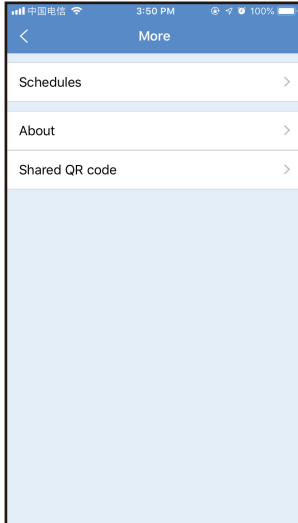 中国电信 3:50 PM 100%
More
Schedules
About
Shared QR code